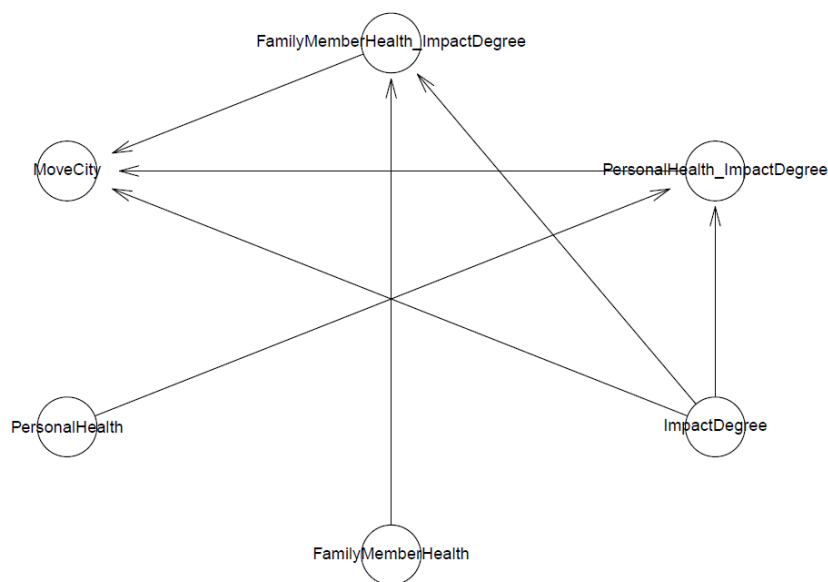 FamilyMemberHealth_ImpactDegree
MoveCity
PersonalHealth_ImpactDegree
PersonalHealth
ImpactDegree
FamilyMemberHealth